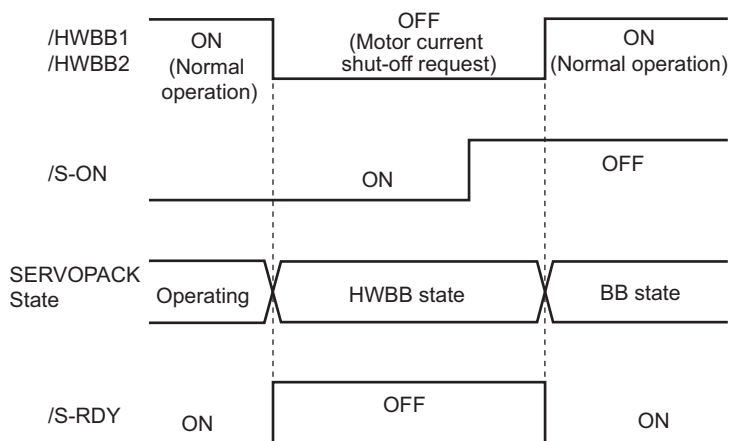 /HWBB1
/HWBB2
ON
(Normal
operation)
OFF
(Motor current
shut-off request)
ON
(Normal operation)
/S-ON
ON
OFF
SERVOPACK
State
Operating
HWBB state
BB state
/S-RDY
ON
OFF
ON